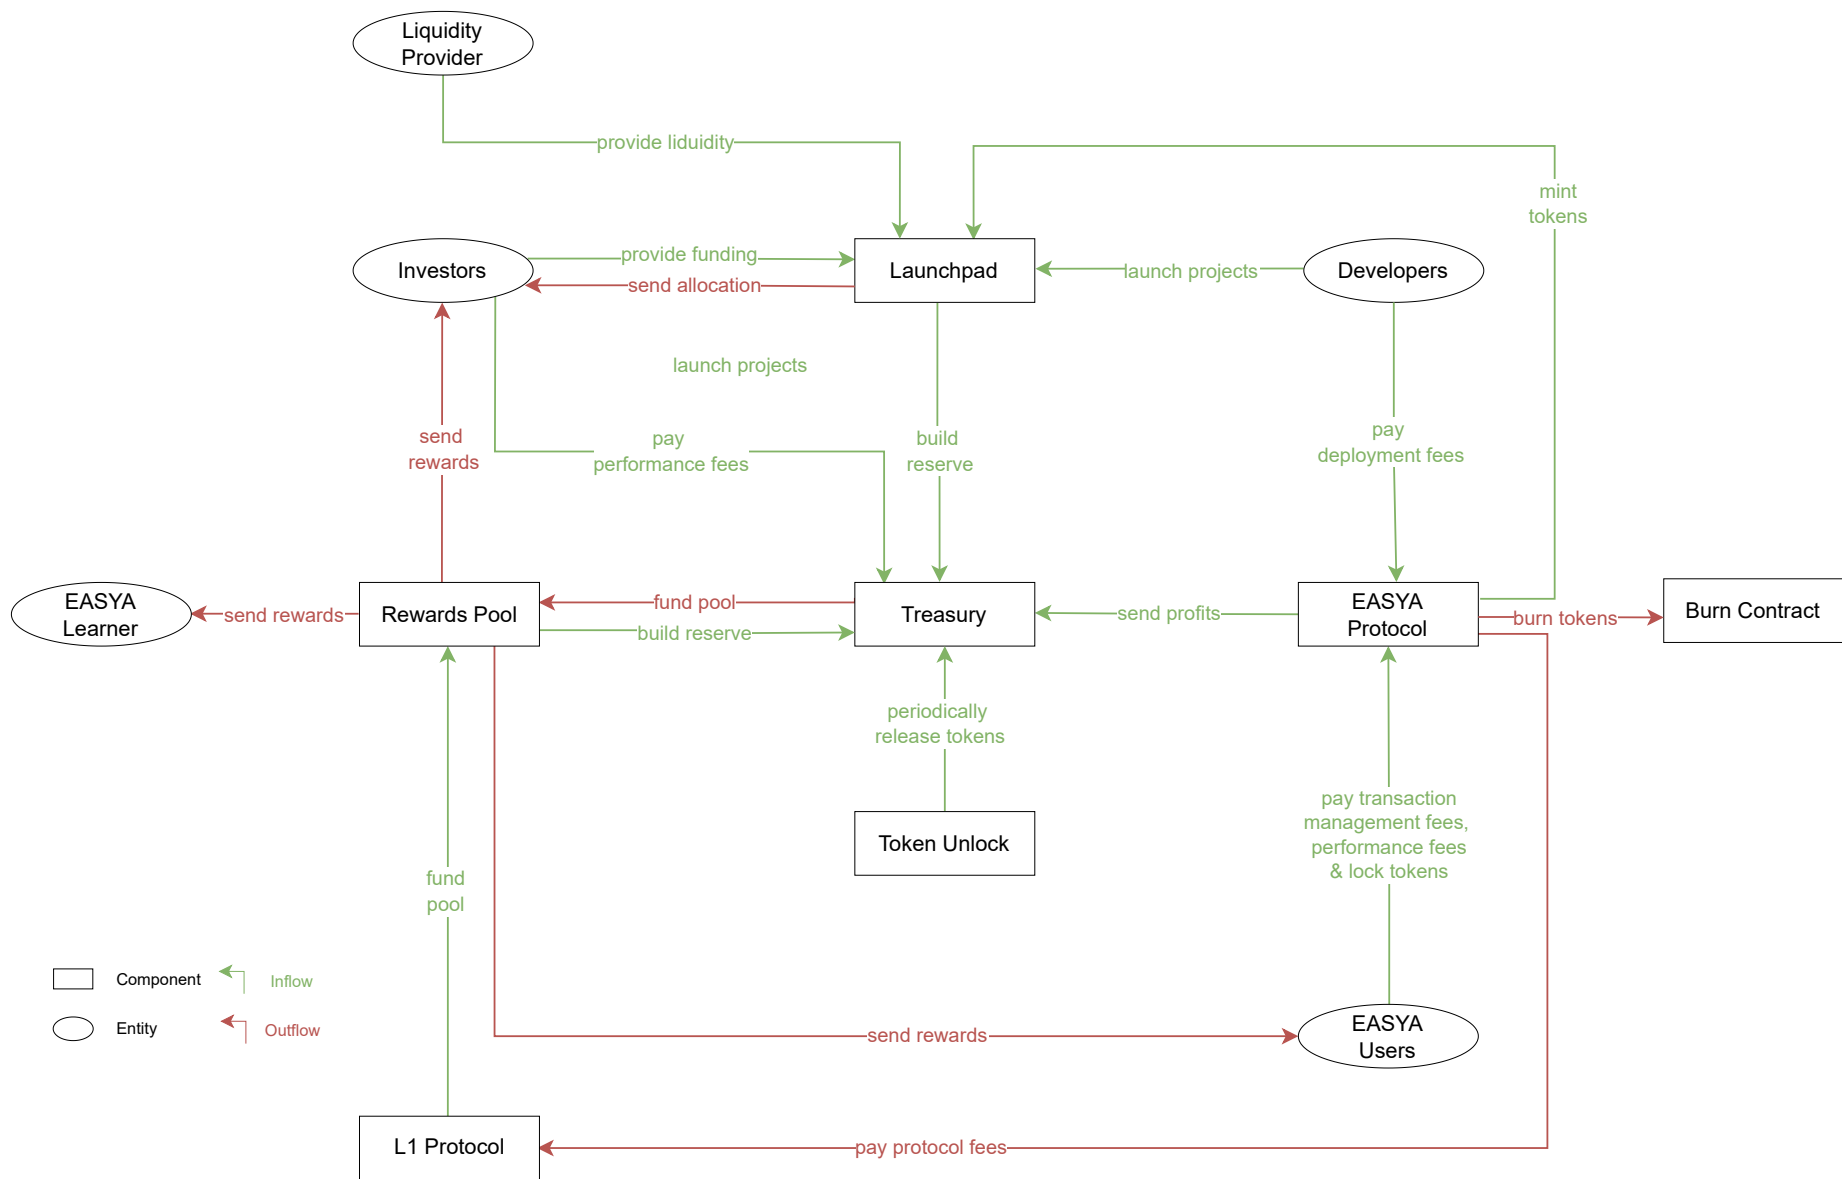 Liquidity
Provider
provide liduidity
mint
tokens
Investors
provide funding
send allocation
Launchpad
launch projects
Developers
launch projects
send
rewards
pay
performance fees
build
reserve
pay
deployment fees
EASYA
Learner
send rewards
Rewards Pool
fund pool
build reserve
Treasury
send profits
EASYA
Protocol
burn tokens
Burn Contract
periodically
release tokens
Token Unlock
pay transaction
management fees,
performance fees
& lock tokens
fund
pool
Component
Inflow
Entity
Outflow
send rewards
EASYA
Users
L1 Protocol
pay protocol fees